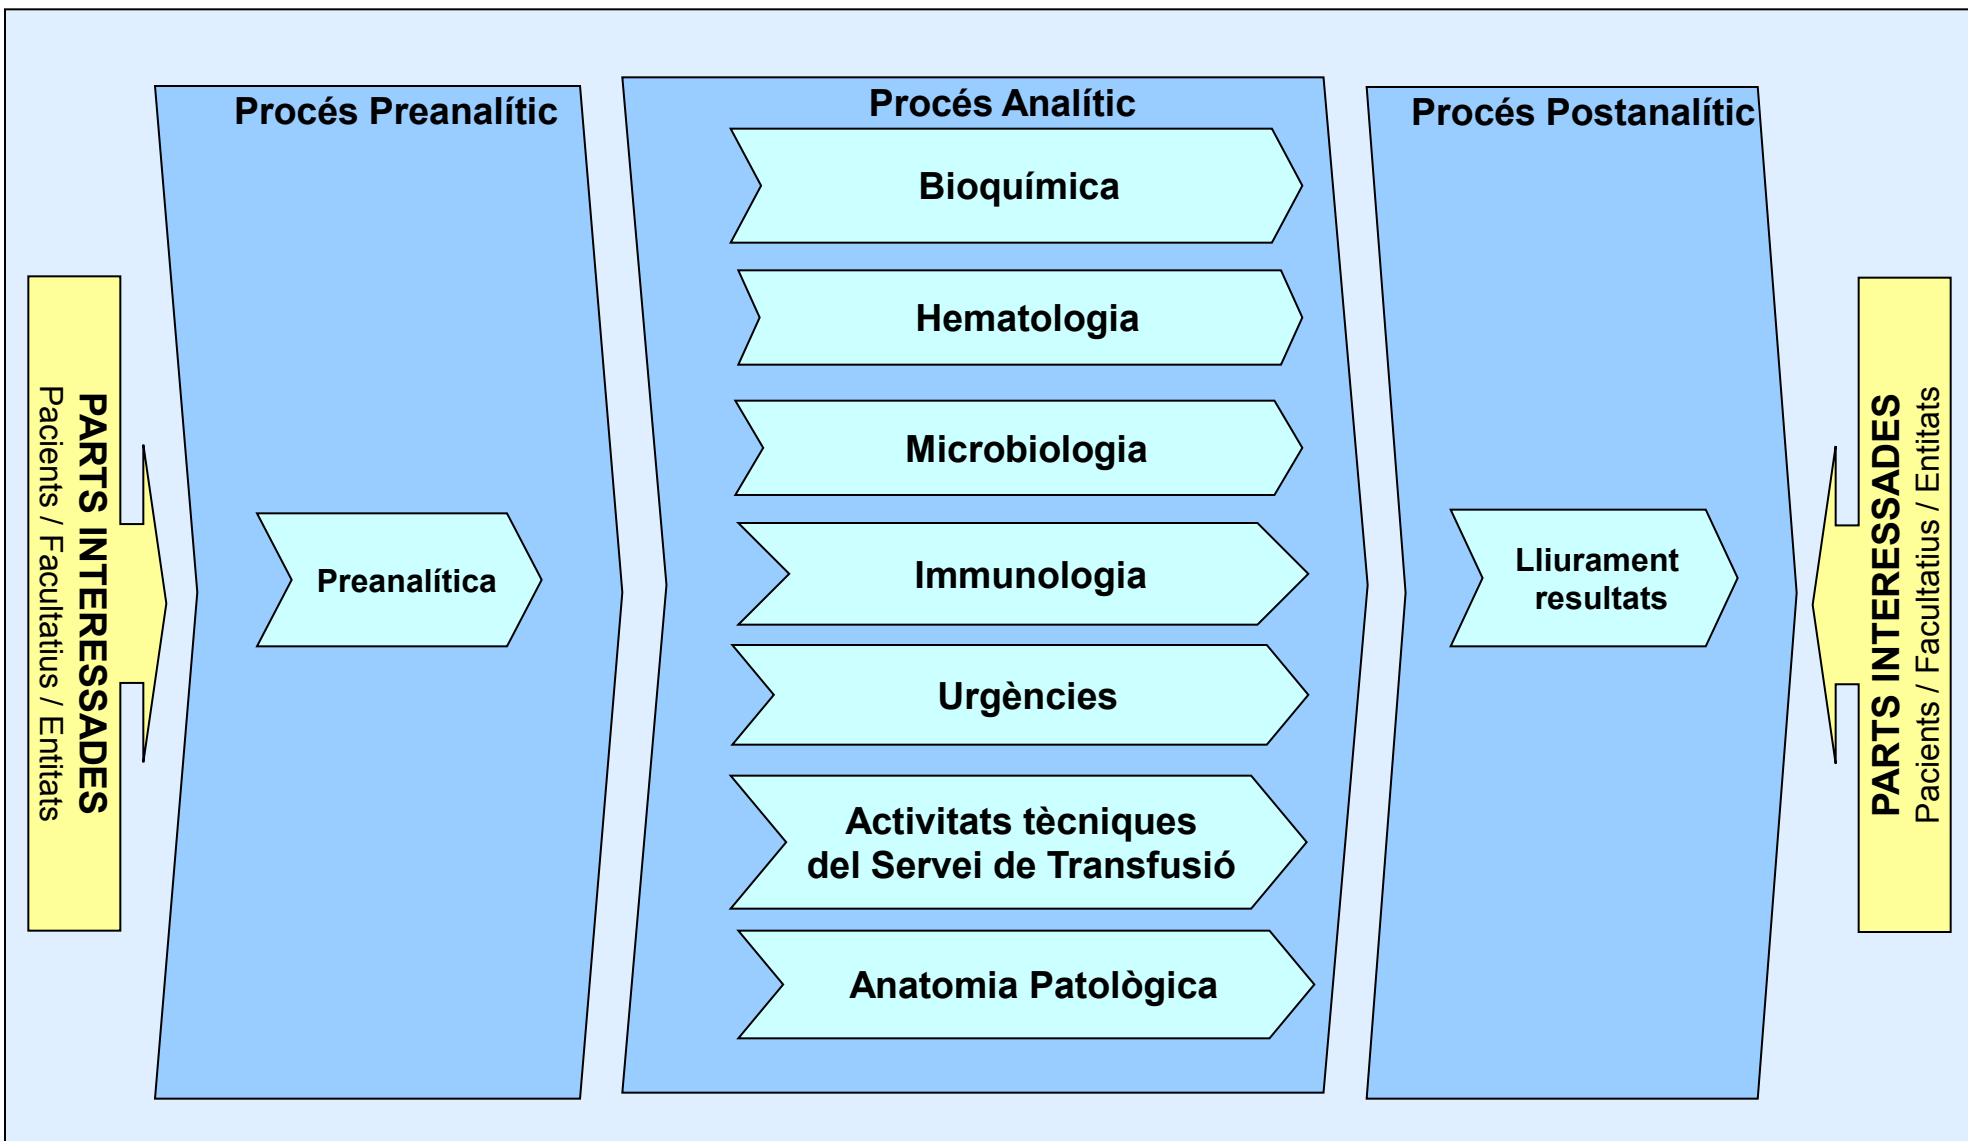 PARTS INTERESSADES
Pacients / Facultatius / Entitats
Procés Preanalític
Preanalítica
Procés Analític
Bioquímica
Hematologia
Microbiologia
Immunologia
Urgències
Activitats tècniques
del Servei de Transfusió
Anatomia Patològica
Procés Postanalític
Lliurament
resultats
PARTS INTERESSADES
Pacients / Facultatius / Entitats